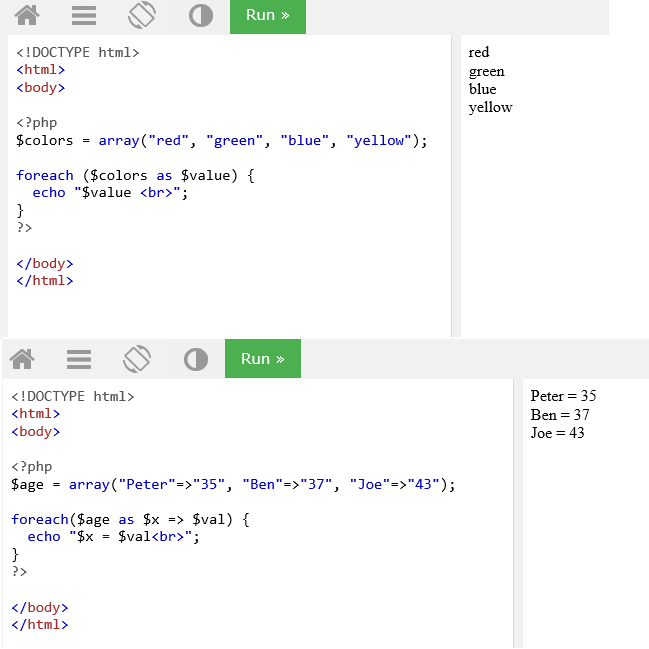 Run »
<!DOCTYPE html>
<html>
<body>
<?php
$colors = array("red", "green", "blue", "yellow");
foreach ($colors as $value) {
  echo "$value <br>";
}
?>
</body>
</html>
red
green
blue
yellow
Run »
<!DOCTYPE html>
<html>
<body>
<?php
$age = array("Peter"=>"35", "Ben"=>"37", "Joe"=>"43");
foreach($age as $x => $val) {
  echo "$x = $val<br>";
}
?>
</body>
</html>
Peter = 35
Ben = 37
Joe = 43